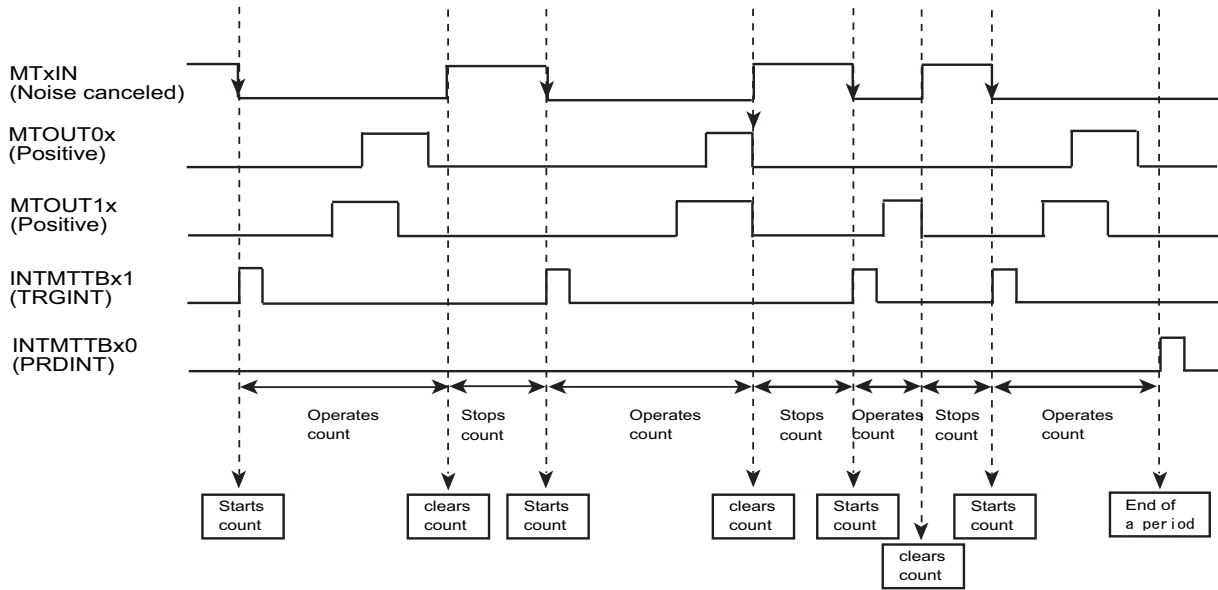 MTxIN
(Noise canceled)
MTOUT0x
(Positive)
MTOUT1x
(Positive)
INTMTTBx1
(TRGINT)
INTMTTBx0
(PRDINT)
Operates
count
Stops
count
Operates
count
Stops
count
Operates
count
Stops
count
Operates
count
Starts
count
clears
count
Starts
count
clears
count
Starts
count
clears
count
Starts
count
End of
a period